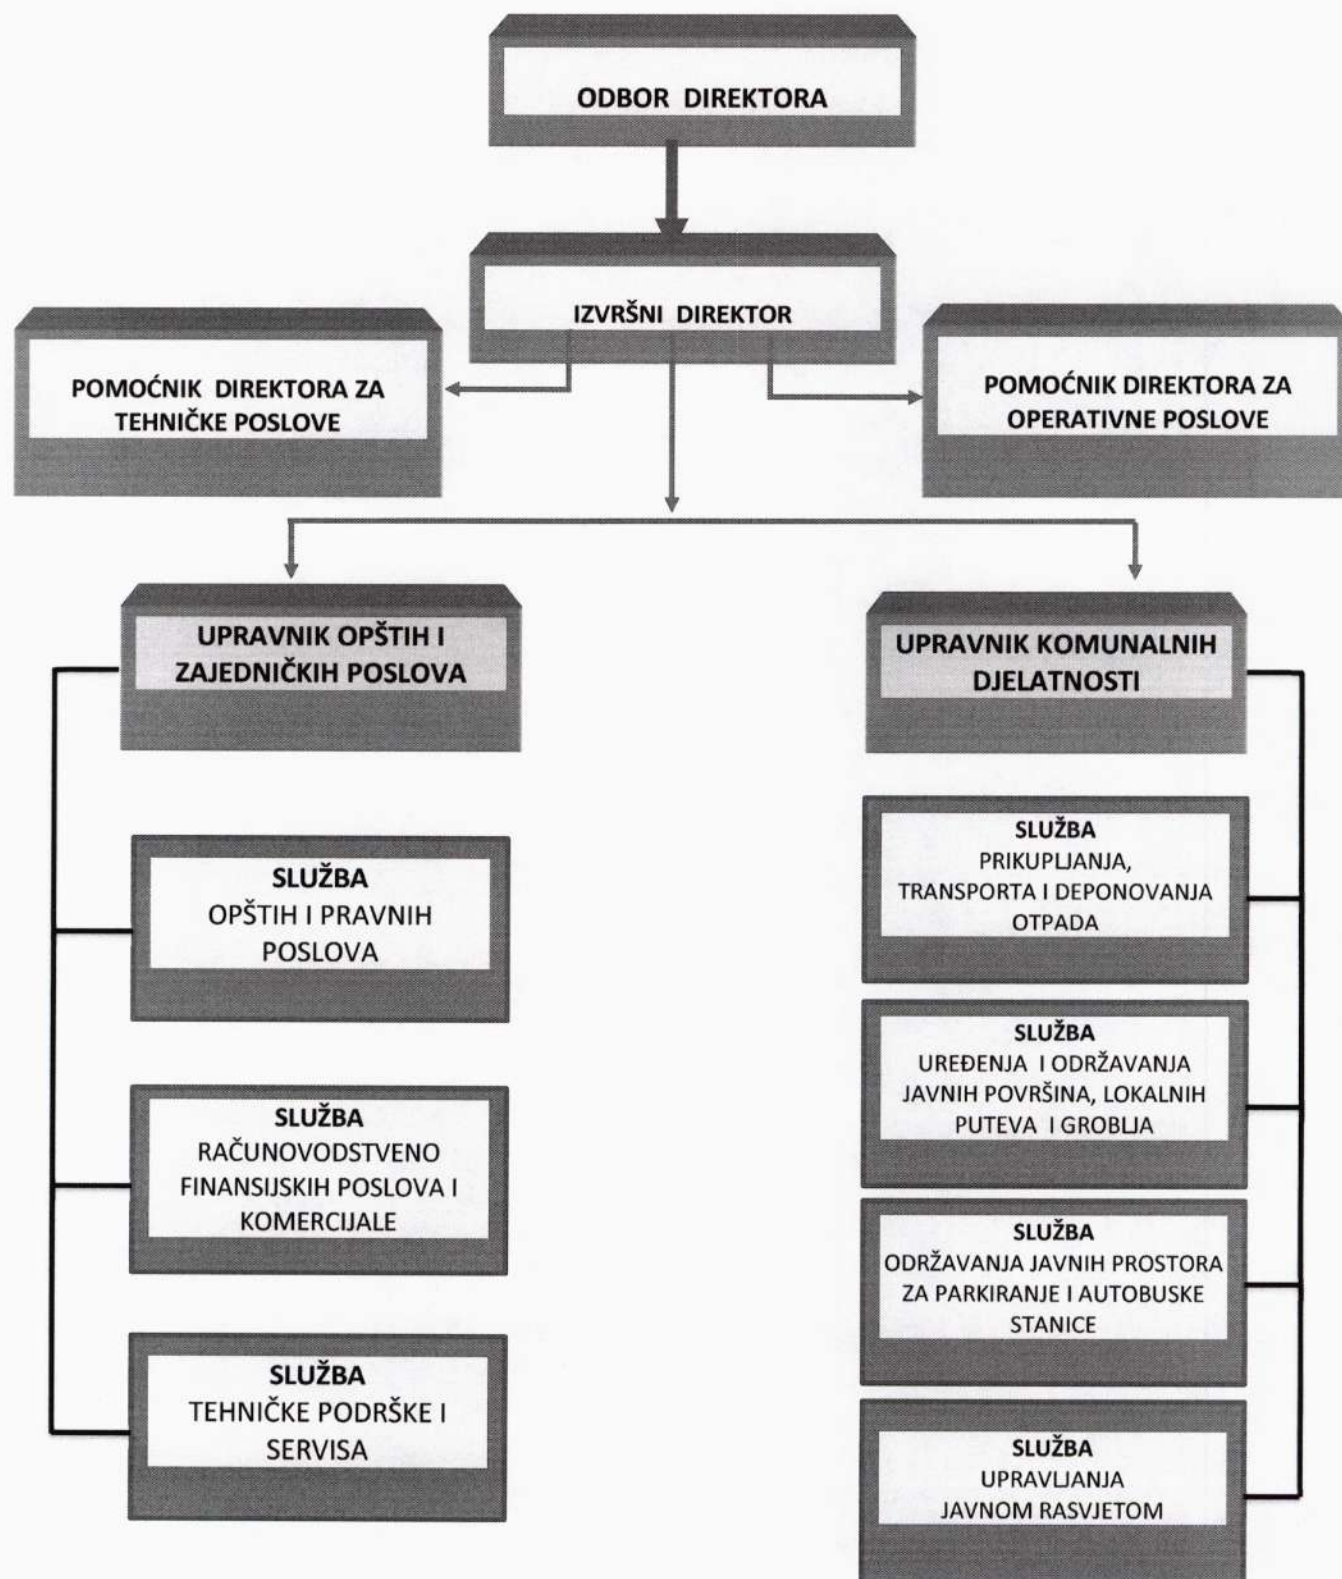 ODBOR DIREKTORA
IZVRŠNI DIREKTOR
POMOĆNIK DIREKTORA ZA
TEHNIČKE POSLOVE
POMOĆNIK DIREKTORA ZA
OPERATIVNE POSLOVE
UPRAVNIK OPŠTIH I
ZAJEDNIČKIH POSLOVA
SLUŽBA
OPŠTIH I PRAVNIH
POSLOVA
SLUŽBA
RAČUNOVODSTVENO
FINANSIJSKIH POSLOVA I
KOMERCIJALE
SLUŽBA
TEHNIČKE PODRŠKE I
SERVISA
UPRAVNIK KOMUNALNIH
DJELATNOSTI
SLUŽBA
PRIKUPLJANJA,
TRANSPORTA I DEPONOVANJA
OTPADA
SLUŽBA
UREĐENJA I ODRŽAVANJA
JAVNIH POVRŠINA, LOKALNIH
PUTEVA I GROBLJA
SLUŽBA
ODRŽAVANJA JAVNIH PROSTORA
ZA PARKIRANJE I AUTOBUSKE
STANICE
SLUŽBA
UPRAVLJANJA
JAVNOM RASVJETOM